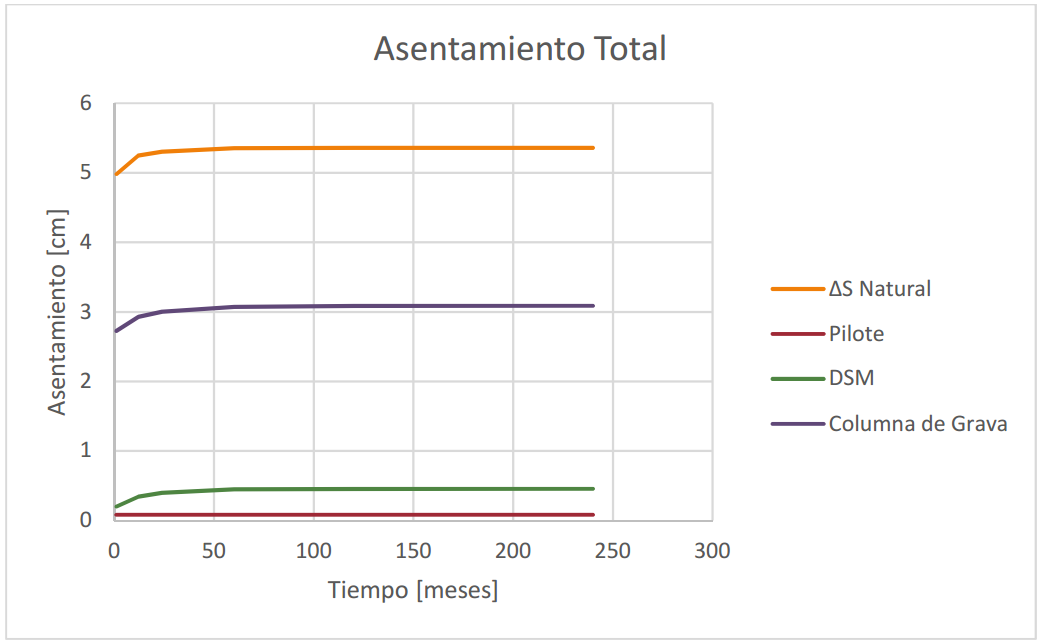 Asentamiento Total
6
5
4
3
2
1
0
Asentamiento [cm]
0 50 100 150 200 250 300
Tiempo [meses]
ΔS Natural
Pilote
DSM
Columna de Grava